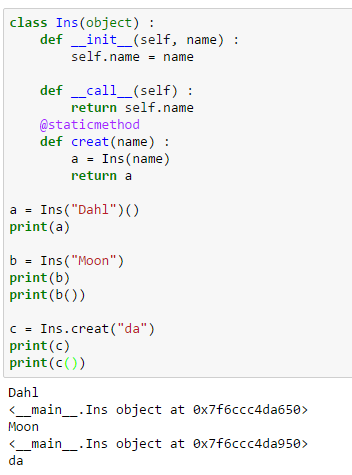 class Ins(object) :
    def __init__(self, name) :
        self.name = name

    def __call__(self) :
        return self.name
    @staticmethod
    def creat(name) :
        a = Ins(name)
        return a

a = Ins("Dahl")()
print(a)

b = Ins("Moon")
print(b)
print(b())

c = Ins.creat("da")
print(c)
print(c())
Dahl
<__main__.Ins object at 0x7f6ccc4da650>
Moon
<__main__.Ins object at 0x7f6ccc4da950>
da